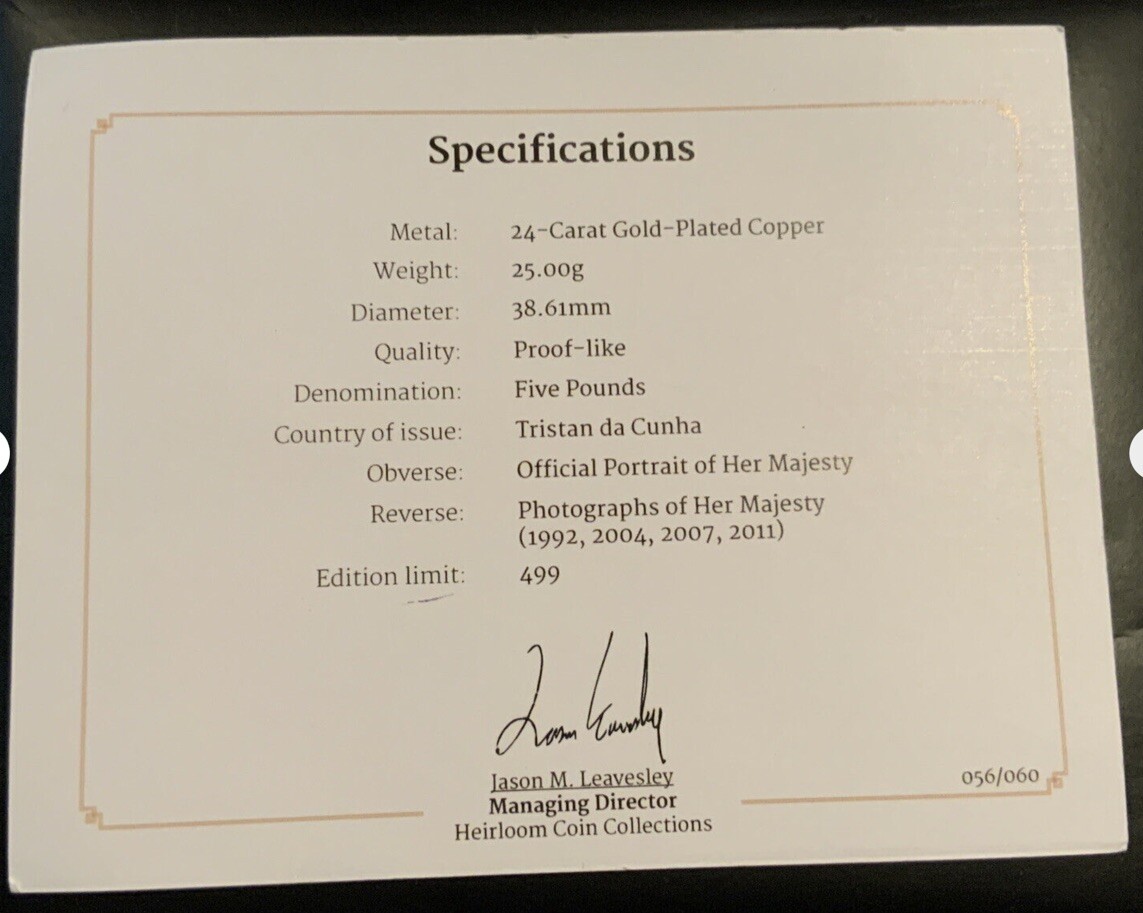 Specifications
Metal: 24-Carat Gold-Plated Copper
Weight: 25.00g
Diameter: 38.61mm
Quality: Proof-like
Denomination: Five Pounds
Country of issue: Tristan da Cunha
Obverse: Official Portrait of Her Majesty
Reverse: Photographs of Her Majesty
(1992, 2004, 2007, 2011)
Edition limit: 499
Jason M. Leavesley
Managing Director
Heirloom Coin Collections
056/060